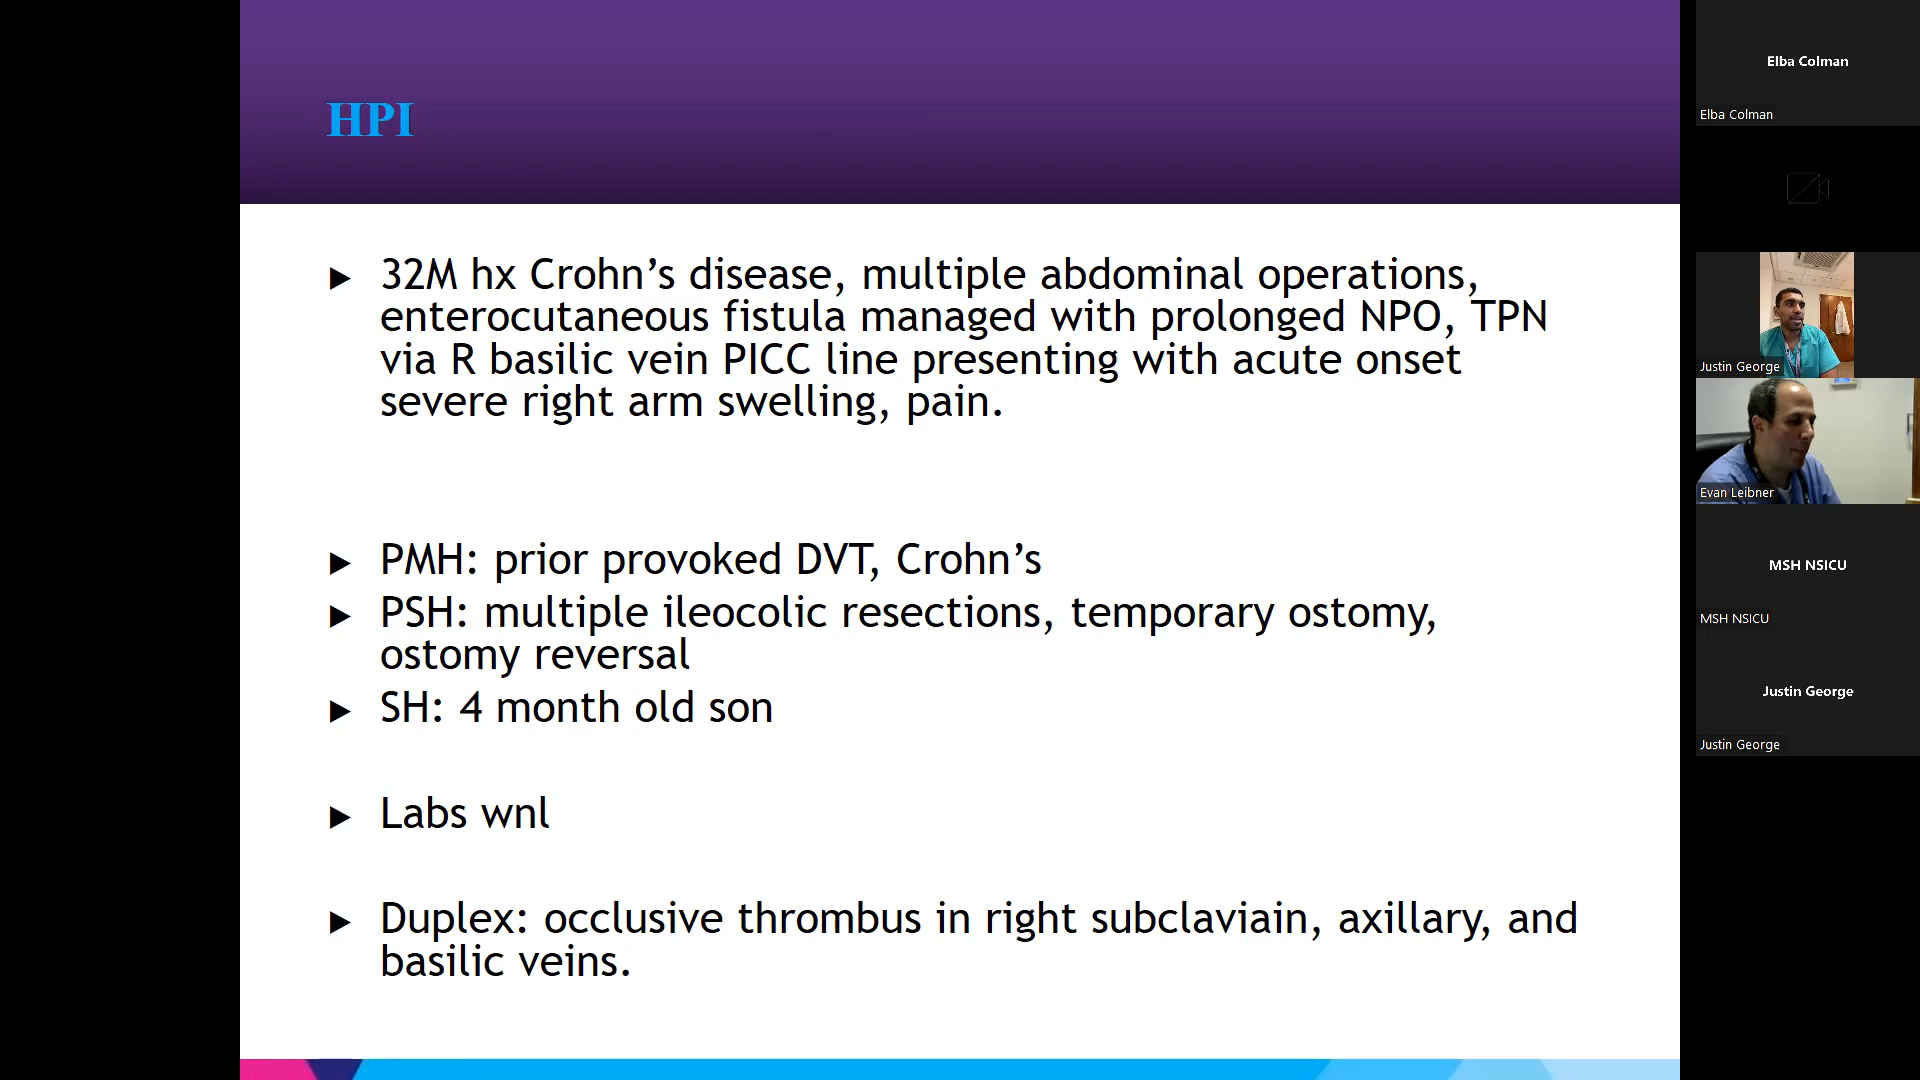 HPI
► 32M hx Crohn’s disease, multiple abdominal operations,
enterocutaneous fistula managed with prolonged NPO, TPN
via R basilic vein PICC line presenting with acute onset
severe right arm swelling, pain.
► PMH: prior provoked DVT, Crohn’s
► PSH: multiple ileocolic resections, temporary ostomy,
ostomy reversal
► SH: 4 month old son
► Labs wnl
► Duplex: occlusive thrombus in right subclaviain, axillary, and
basilic veins.
Elba Colman
Elba Colman
Justin George
Evan Leibner
MSH NSICU
MSH NSICU
Justin George
Justin George